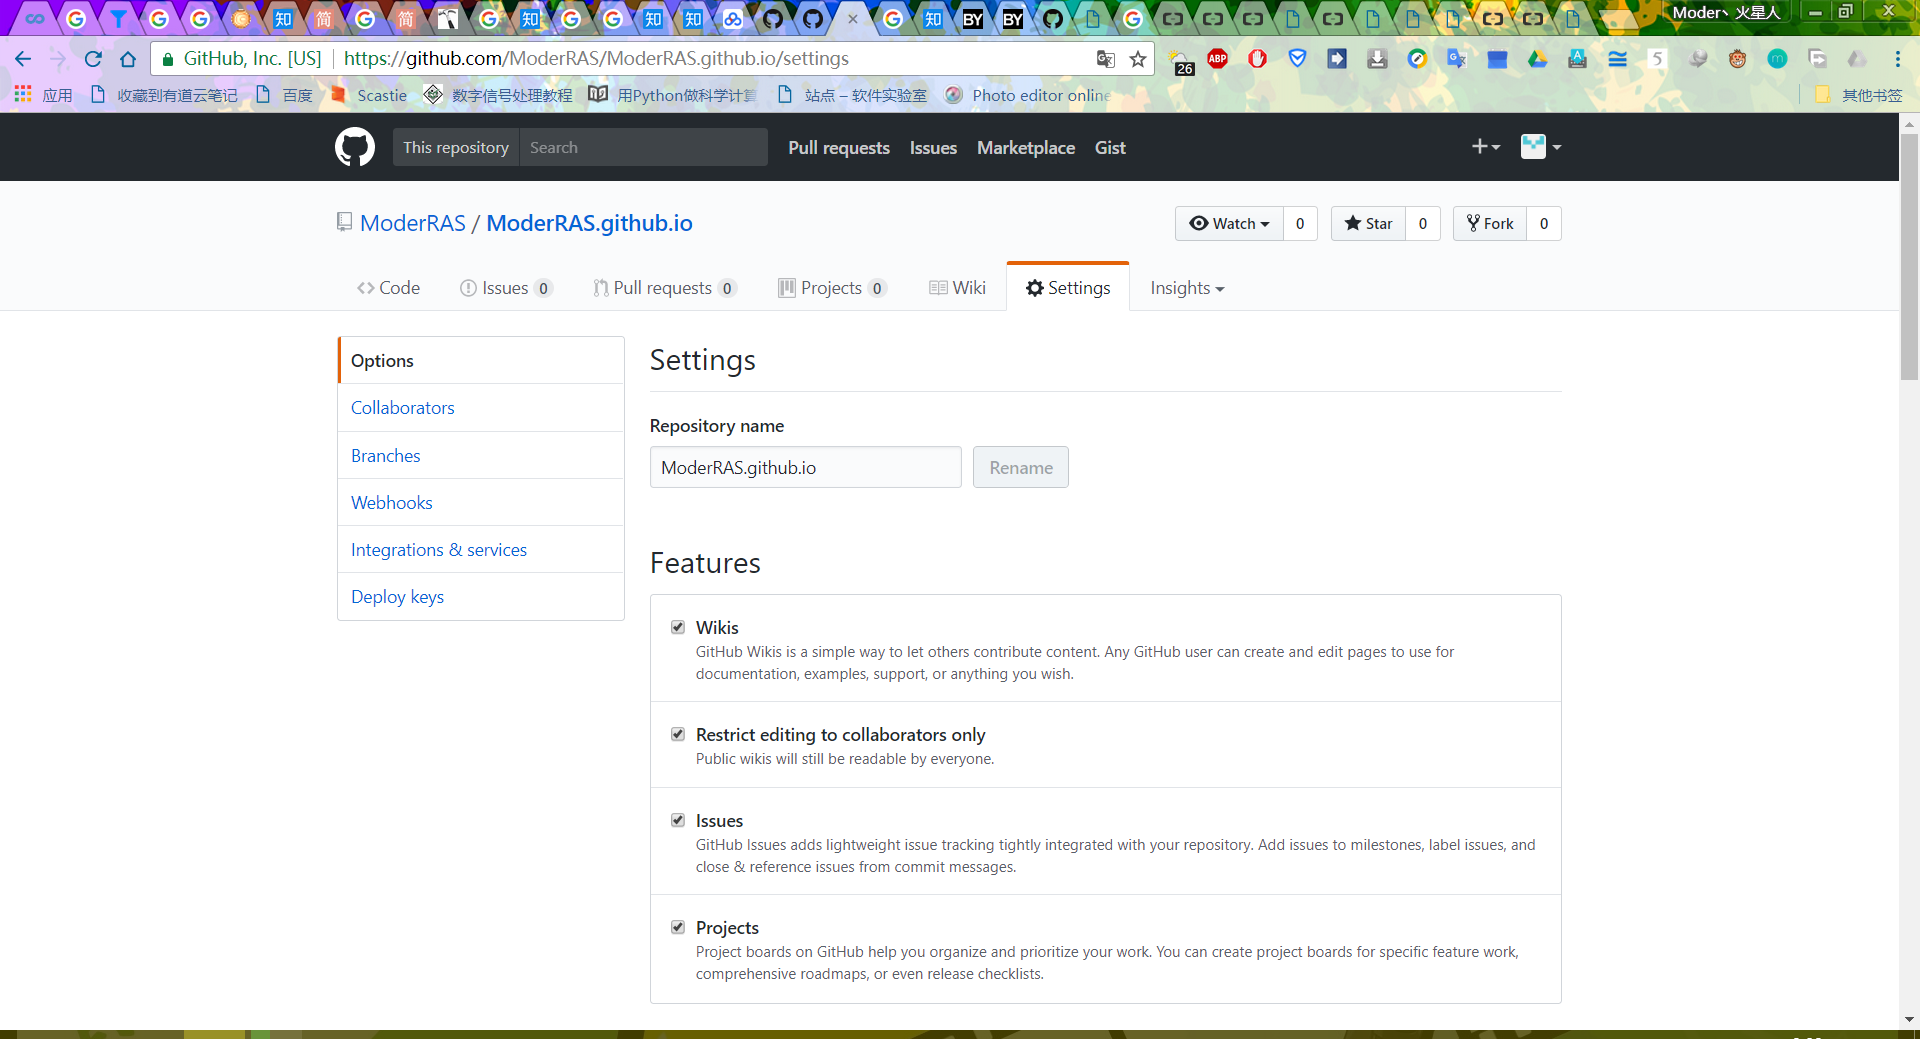 知 简 简 知 知 知 知 BY BY Moder丶火星人
GitHub, Inc. [US] https://github.com/ModerRAS/ModerRAS.github.io/settings 26 ABP 5 m
应用 收藏到有道云笔记 百度 Scastie 数字信号处理教程 用Python做科学计算 站点 – 软件实验室 Photo editor online 其他书签
This repository Search Pull requests Issues Marketplace Gist
ModerRAS / ModerRAS.github.io Watch 0 Star 0 Fork 0
Code Issues 0 Pull requests 0 Projects 0 Wiki Settings Insights
Options
Collaborators
Branches
Webhooks
Integrations & services
Deploy keys
Settings
Repository name
ModerRAS.github.io Rename
Features
Wikis
GitHub Wikis is a simple way to let others contribute content. Any GitHub user can create and edit pages to use for
documentation, examples, support, or anything you wish.
Restrict editing to collaborators only
Public wikis will still be readable by everyone.
Issues
GitHub Issues adds lightweight issue tracking tightly integrated with your repository. Add issues to milestones, label issues, and
close & reference issues from commit messages.
Projects
Project boards on GitHub help you organize and prioritize your work. You can create project boards for specific feature work,
comprehensive roadmaps, or even release checklists.